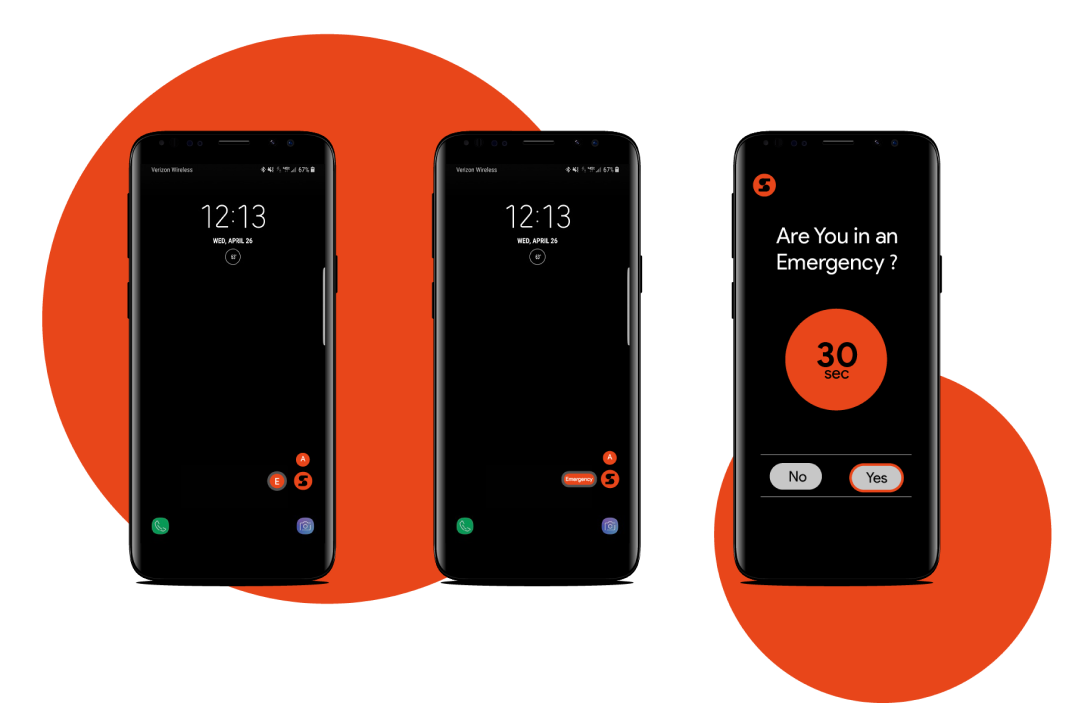 Verizon Wireless 67%
12:13
WED, APRIL 26
A
E S
Verizon Wireless 67%
12:13
WED, APRIL 26
A
Emergency S
S
Are You in an
Emergency ?
30
sec
No Yes